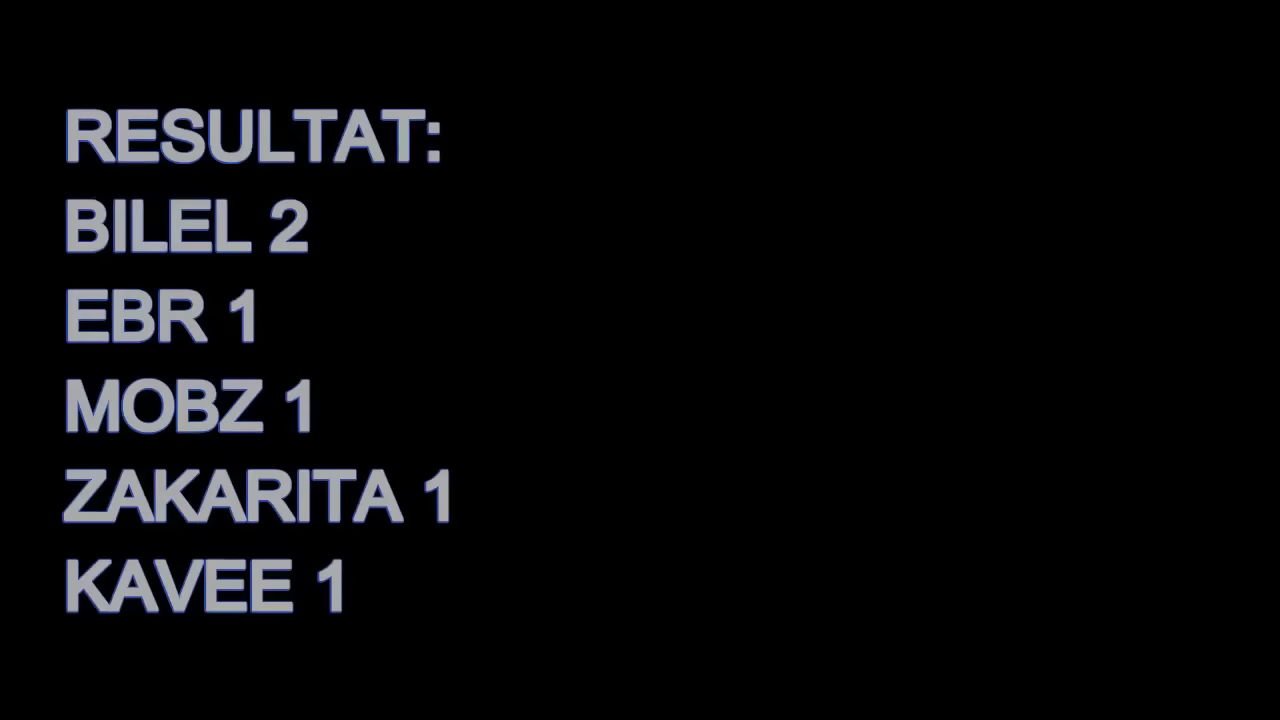 RESULTAT:
BILEL 2
EBR 1
MOBZ 1
ZAKARITA 1
KAVEE 1